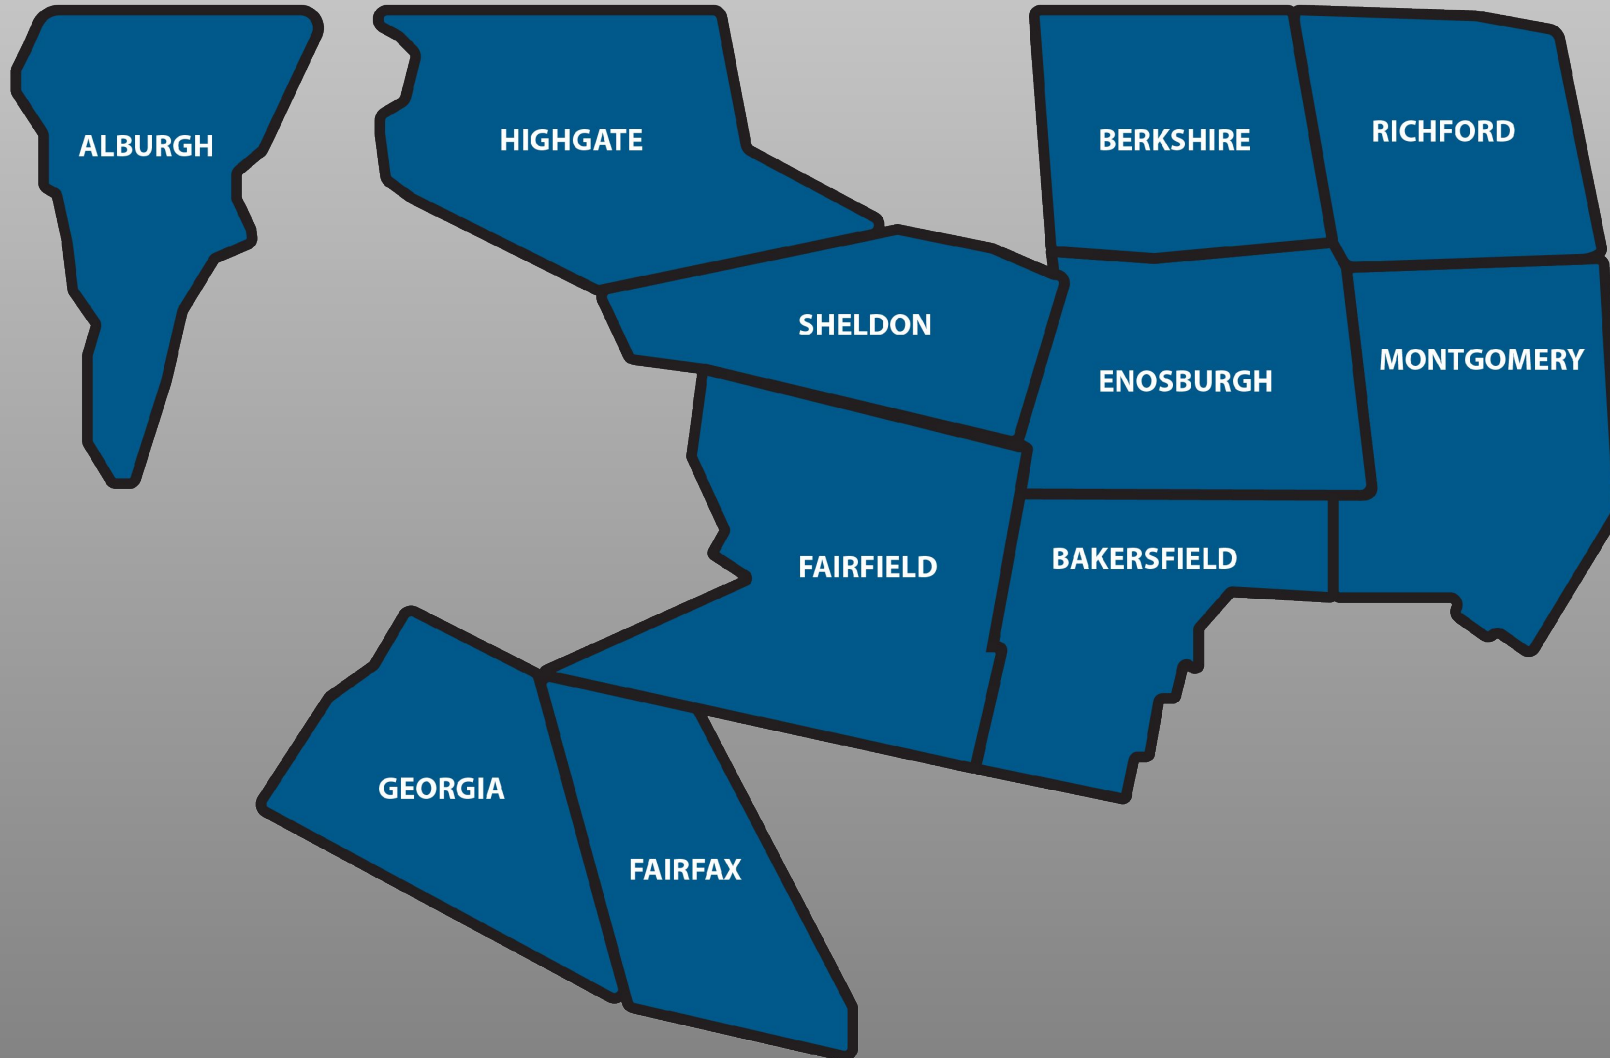 ALBURGH
HIGHGATE
BERKSHIRE
RICHFORD
SHELDON
ENOSBURGH
MONTGOMERY
FAIRFIELD
BAKERSFIELD
GEORGIA
FAIRFAX